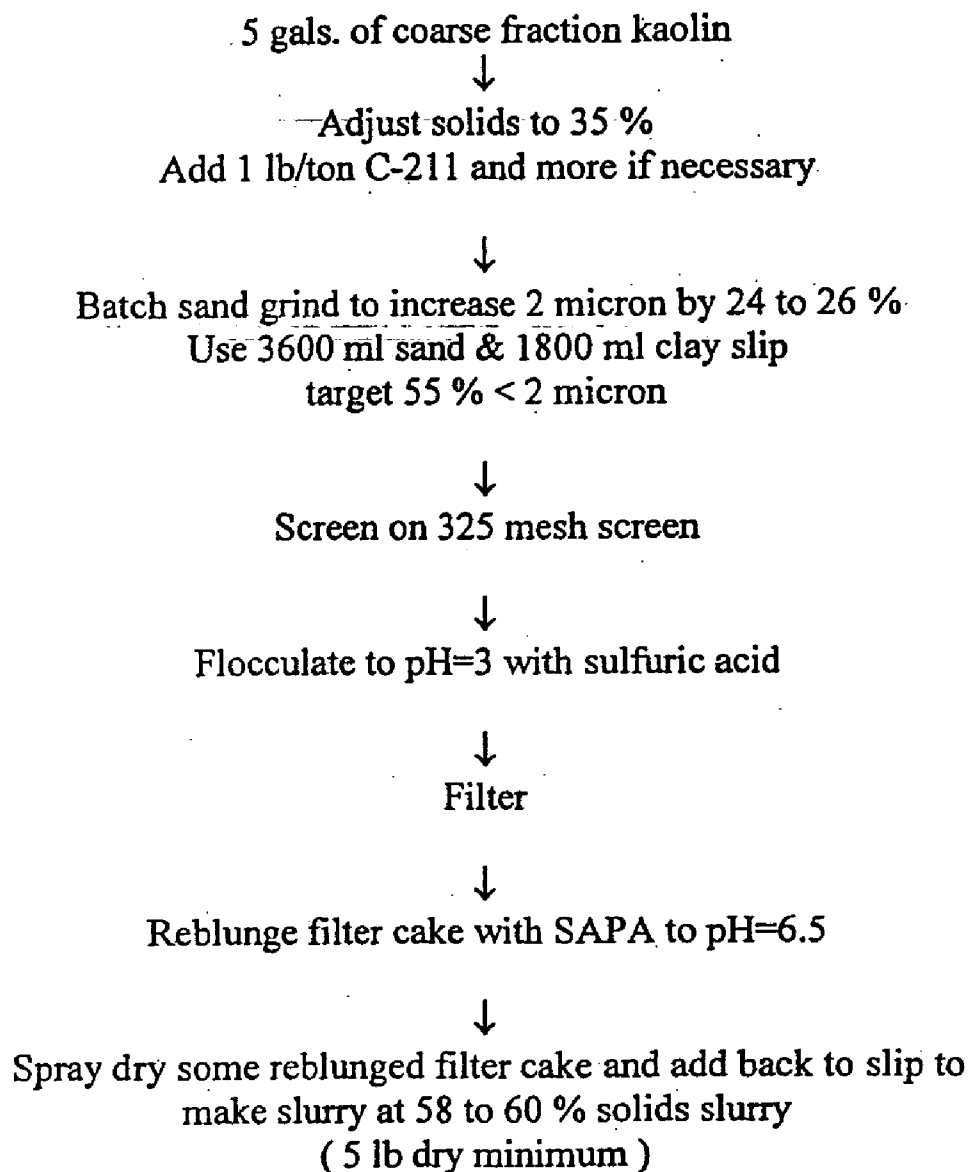 5 gals. of coarse fraction kaolin
↓
Adjust solids to 35 %
Add 1 lb/ton C-211 and more if necessary
↓
Batch sand grind to increase 2 micron by 24 to 26 %
Use 3600 ml sand & 1800 ml clay slip
target 55 % < 2 micron
↓
Screen on 325 mesh screen
↓
Flocculate to pH=3 with sulfuric acid
↓
Filter
↓
Reblunge filter cake with SAPA to pH=6.5
↓
Spray dry some reblunged filter cake and add back to slip to
make slurry at 58 to 60 % solids slurry
( 5 lb dry minimum )